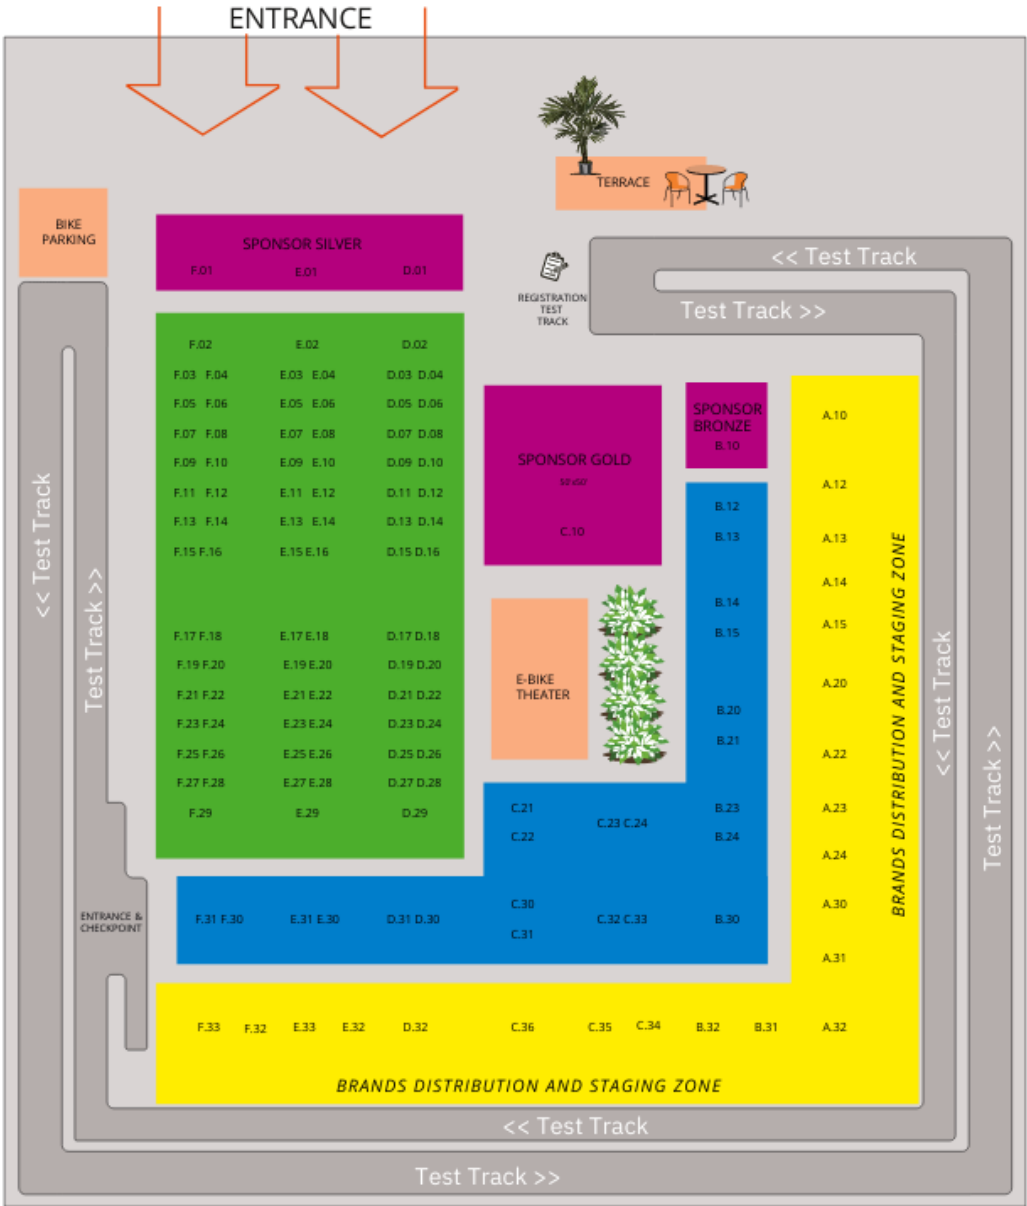 ENTRANCE
TERRACE
BIKE
PARKING
SPONSOR SILVER
F.01 E.01 D.01
<< Test Track
Test Track >>
REGISTRATION
TEST
TRACK
F.02 E.02 D.02
F.03 F.04 E.03 E.04 D.03 D.04
F.05 F.06 E.05 E.06 D.05 D.06
F.07 F.08 E.07 E.08 D.07 D.08
F.09 F.10 E.09 E.10 D.09 D.10
F.11 F.12 E.11 E.12 D.11 D.12
F.13 F.14 E.13 E.14 D.13 D.14
F.15 F.16 E.15 E.16 D.15 D.16
F.17 F.18 E.17 E.18 D.17 D.18
F.19 F.20 E.19 E.20 D.19 D.20
F.21 F.22 E.21 E.22 D.21 D.22
F.23 F.24 E.23 E.24 D.23 D.24
F.25 F.26 E.25 E.26 D.25 D.26
F.27 F.28 E.27 E.28 D.27 D.28
F.29 E.29 D.29
SPONSOR GOLD
50'x50'
C.10
SPONSOR
BRONZE
B.10
E-BIKE
THEATER
B.12
B.13
B.14
B.15
B.20
B.21
B.23
B.24
C.21
C.22
C.23 C.24
F.31 F.30 E.31 E.30 D.31 D.30
C.30
C.31
C.32 C.33
B.30
A.10
A.12
A.13
A.14
A.15
A.20
A.22
A.23
A.24
A.30
A.31
A.32
BRANDS DISTRIBUTION AND STAGING ZONE
F.33 F.32 E.33 E.32 D.32 C.36 C.35 C.34 B.32 B.31
BRANDS DISTRIBUTION AND STAGING ZONE
<< Test Track
Test Track >>
ENTRANCE &
CHECKPOINT
<< Test Track
Test Track >>
<< Test Track
Test Track >>